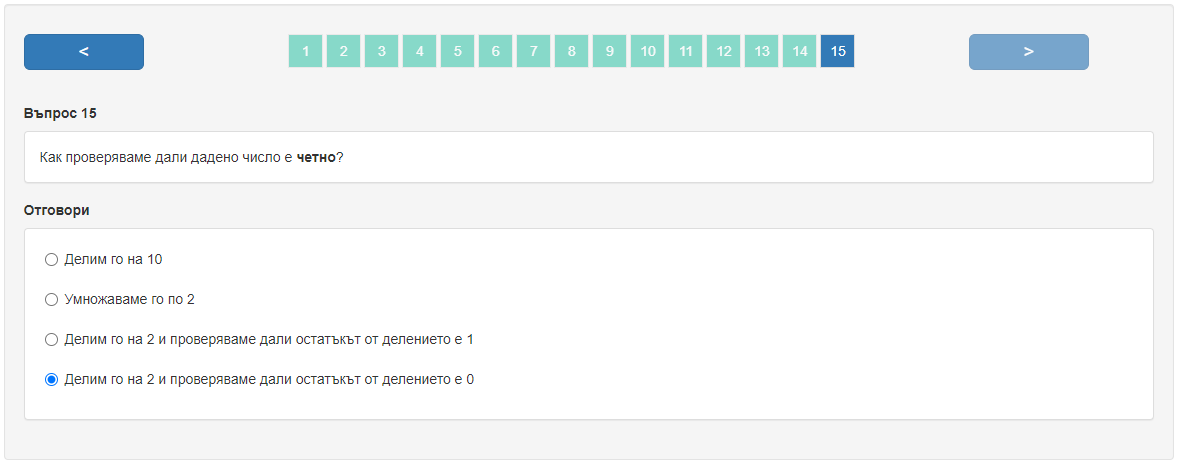 < 1 2 3 4 5 6 7 8 9 10 11 12 13 14 15 >
Въпрос 15
Как проверяваме дали дадено число е четно?
Отговори
Делим го на 10
Умножаваме го по 2
Делим го на 2 и проверяваме дали остатъкът от делението е 1
Делим го на 2 и проверяваме дали остатъкът от делението е 0